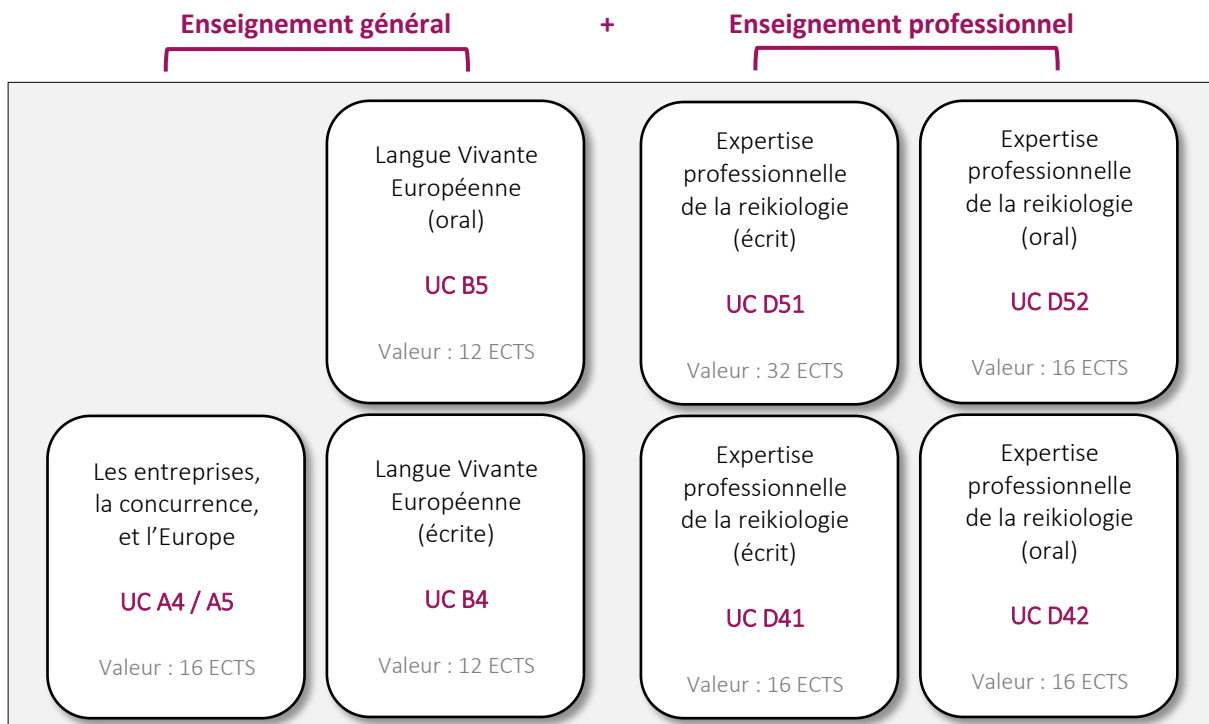 Enseignement général + Enseignement professionnel
Langue Vivante
Européenne
(oral)
UC B5
Valeur : 12 ECTS
Expertise
professionnelle
de la reikiologie
(écrit)
UC D51
Valeur : 32 ECTS
Expertise
professionnelle
de la reikiologie
(oral)
UC D52
Valeur : 16 ECTS
Les entreprises,
la concurrence,
et l’Europe
UC A4 / A5
Valeur : 16 ECTS
Langue Vivante
Européenne
(écrite)
UC B4
Valeur : 12 ECTS
Expertise
professionnelle
de la reikiologie
(écrit)
UC D41
Valeur : 16 ECTS
Expertise
professionnelle
de la reikiologie
(oral)
UC D42
Valeur : 16 ECTS